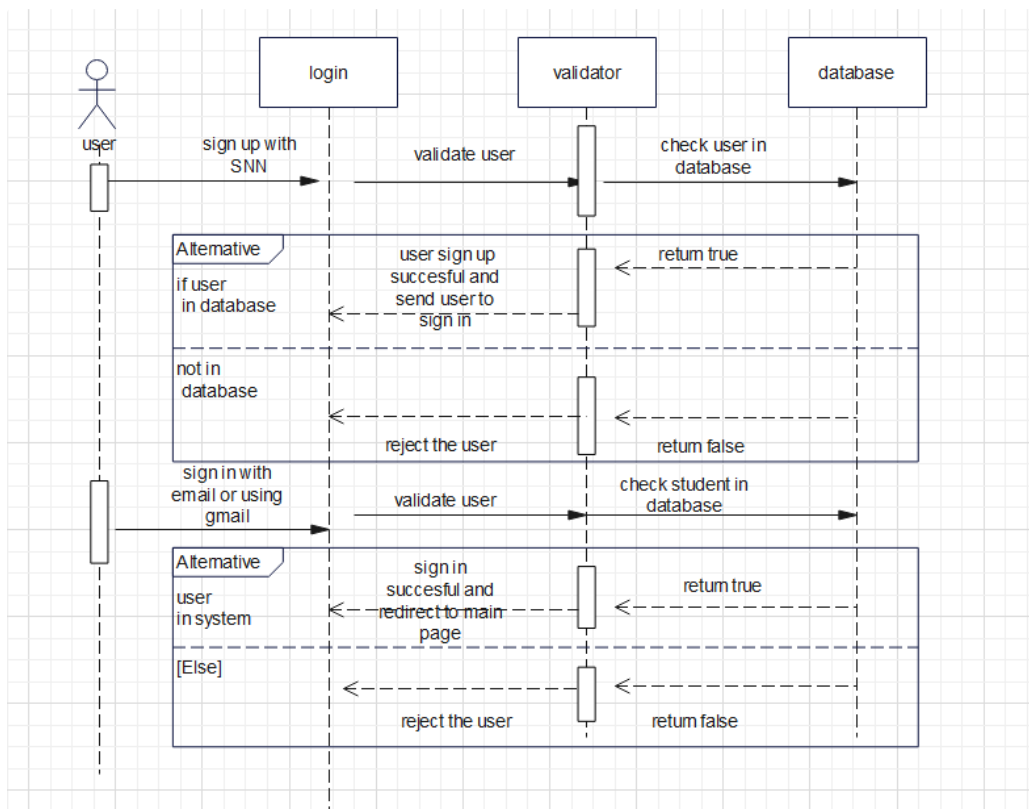 login
validator
database
user
sign up with
SNN
validate user
check user in
database
Alternative
if user
in database
user sign up
succesful and
send user to
sign in
return true
not in
database
reject the user
return false
sign in with
email or using
gmail
validate user
check student in
database
Alternative
user
in system
sign in
succesful and
redirect to main
page
return true
[Else]
reject the user
return false